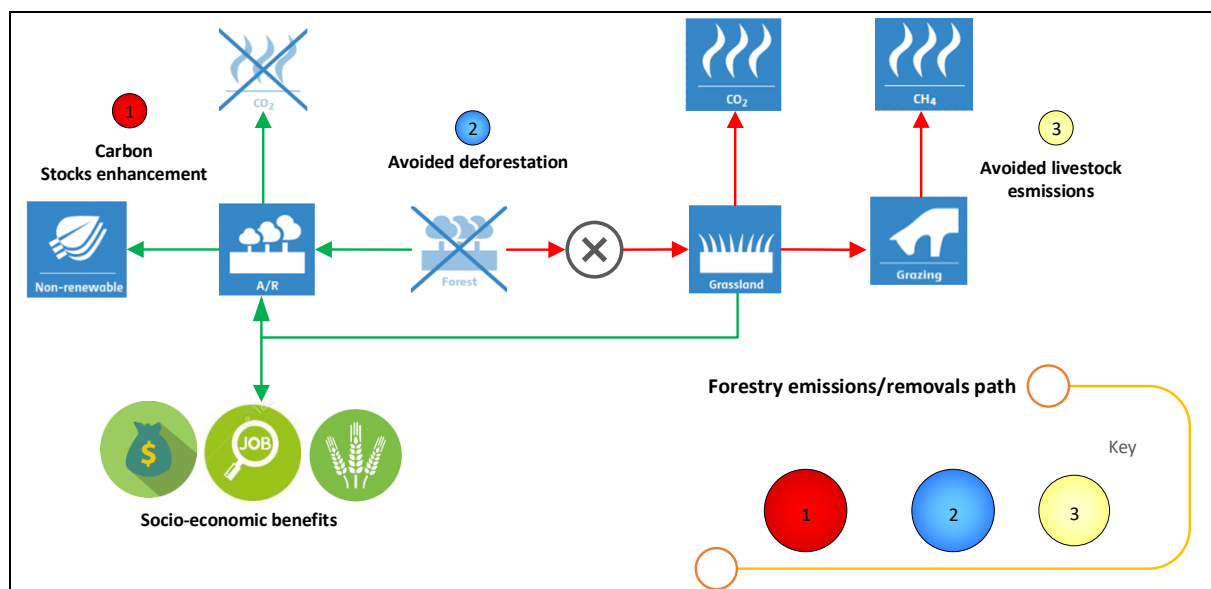 CO₂
CO₂
CH₄
1
2
3
Carbon
Stocks enhancement
Avoided deforestation
Avoided livestock
esmissions
Non-renewable
A/R
Forest
Grassland
Grazing
$
JOB
Socio-economic benefits
Forestry emissions/removals path
Key
1
2
3